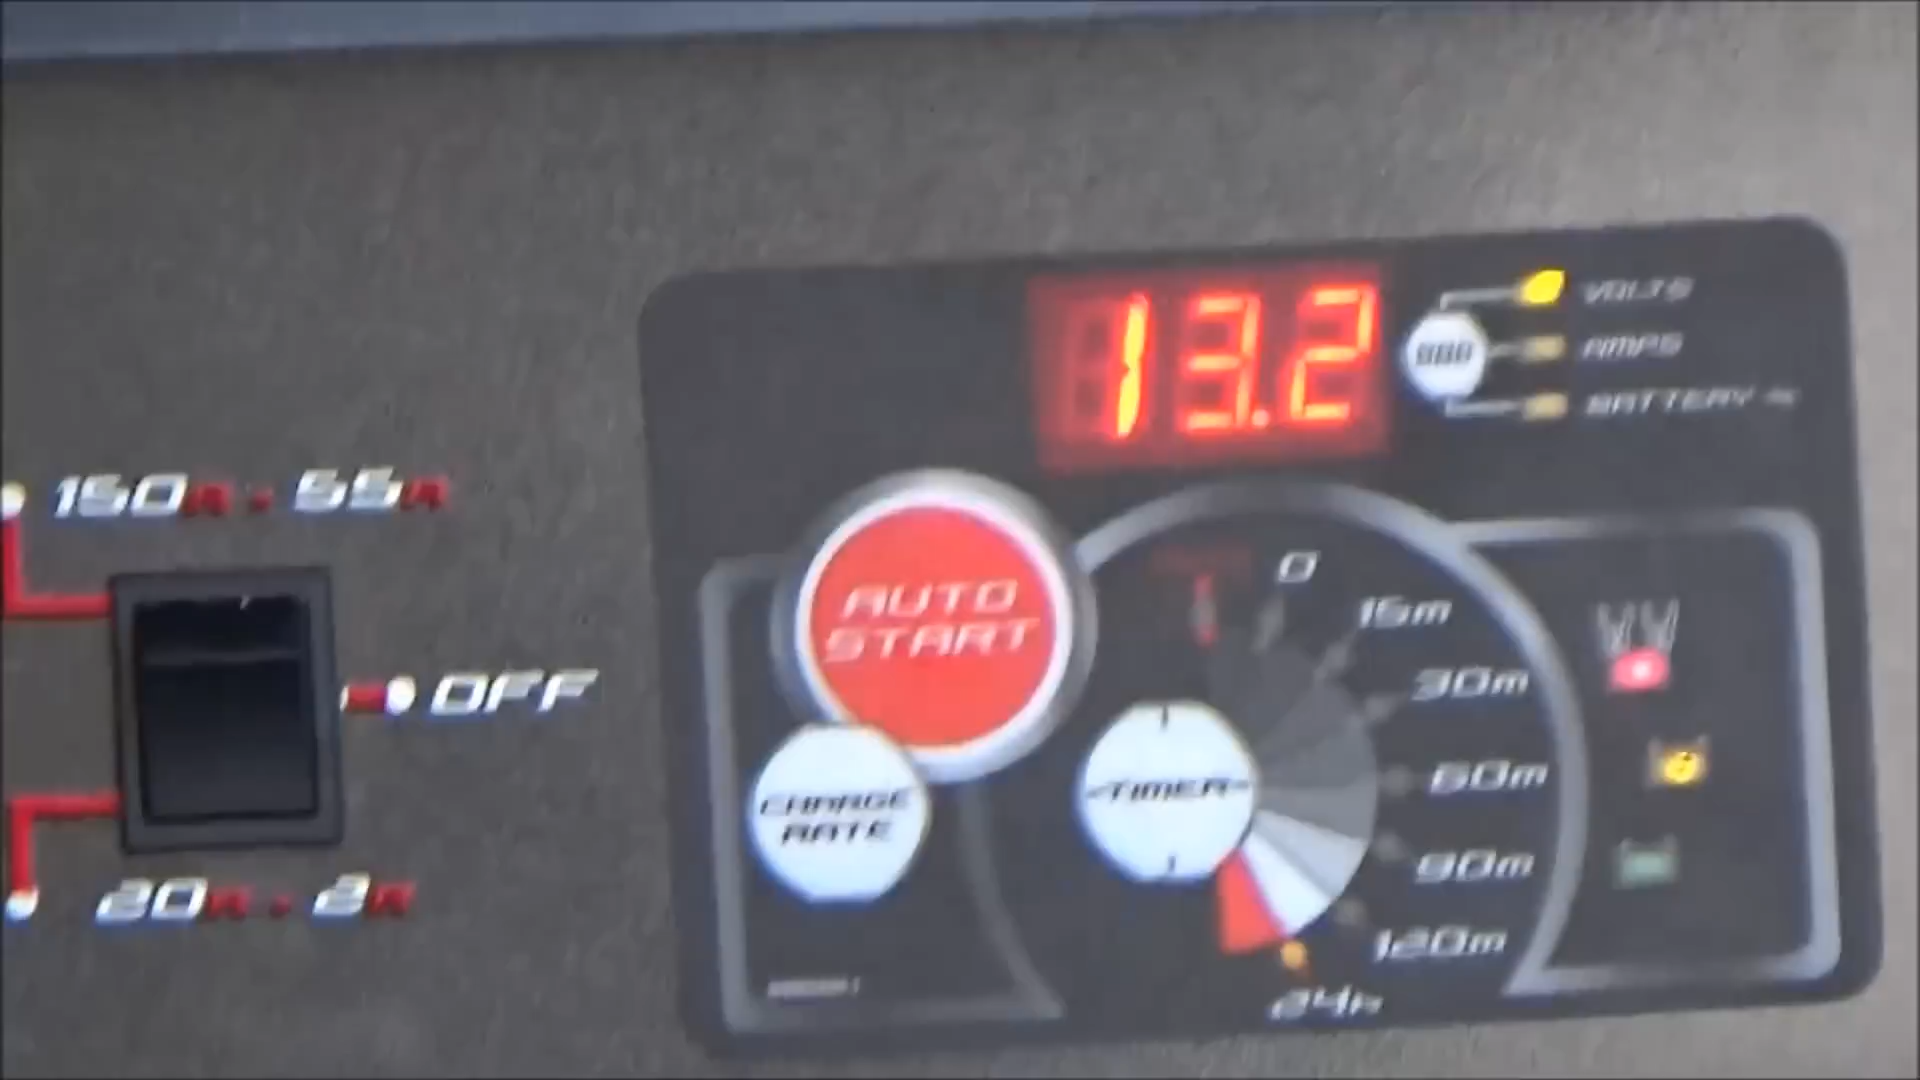 13.2
VOLTS
888
AMPS
BATTERY %
150A - 55A
AUTO
START
0
15m
30m
OFF
60m
TIMER
CHARGE
RATE
90m
20A - 2A
120m
24h